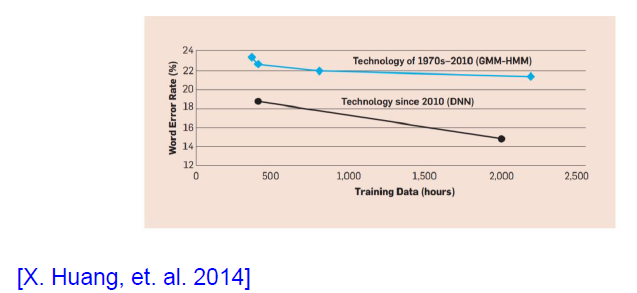 24
22
20
18
16
14
12
Word Error Rate (%)
Technology of 1970s–2010 (GMM-HMM)
Technology since 2010 (DNN)
0 500 1,000 1,500 2,000 2,500
Training Data (hours)
[X. Huang, et. al. 2014]